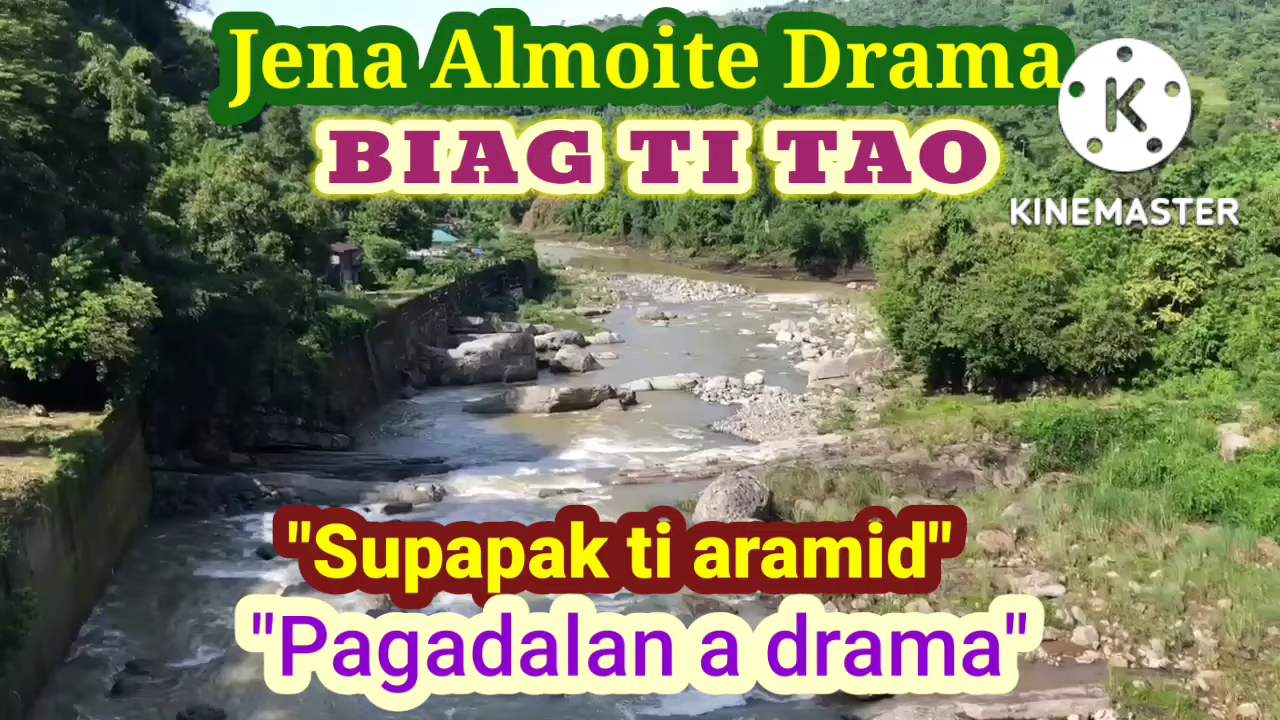 Jena Almoite Drama
BIAG TI TAO
K
KINEMASTER
"Supapak ti aramid"
"Pagadalan a drama"